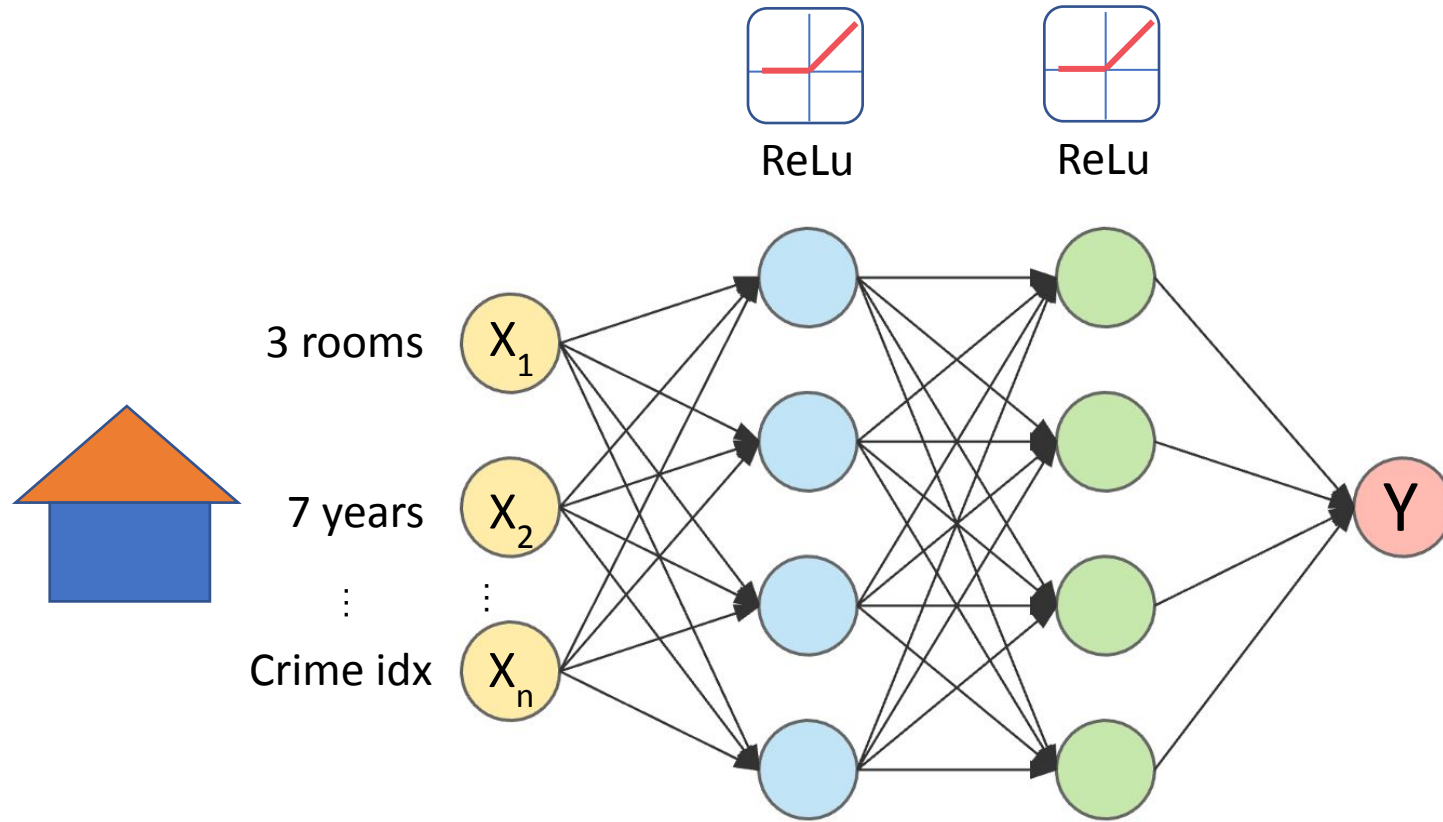 ReLu
ReLu
3 rooms
X1
7 years
X2
⋮
⋮
Crime idx
Xn
Y